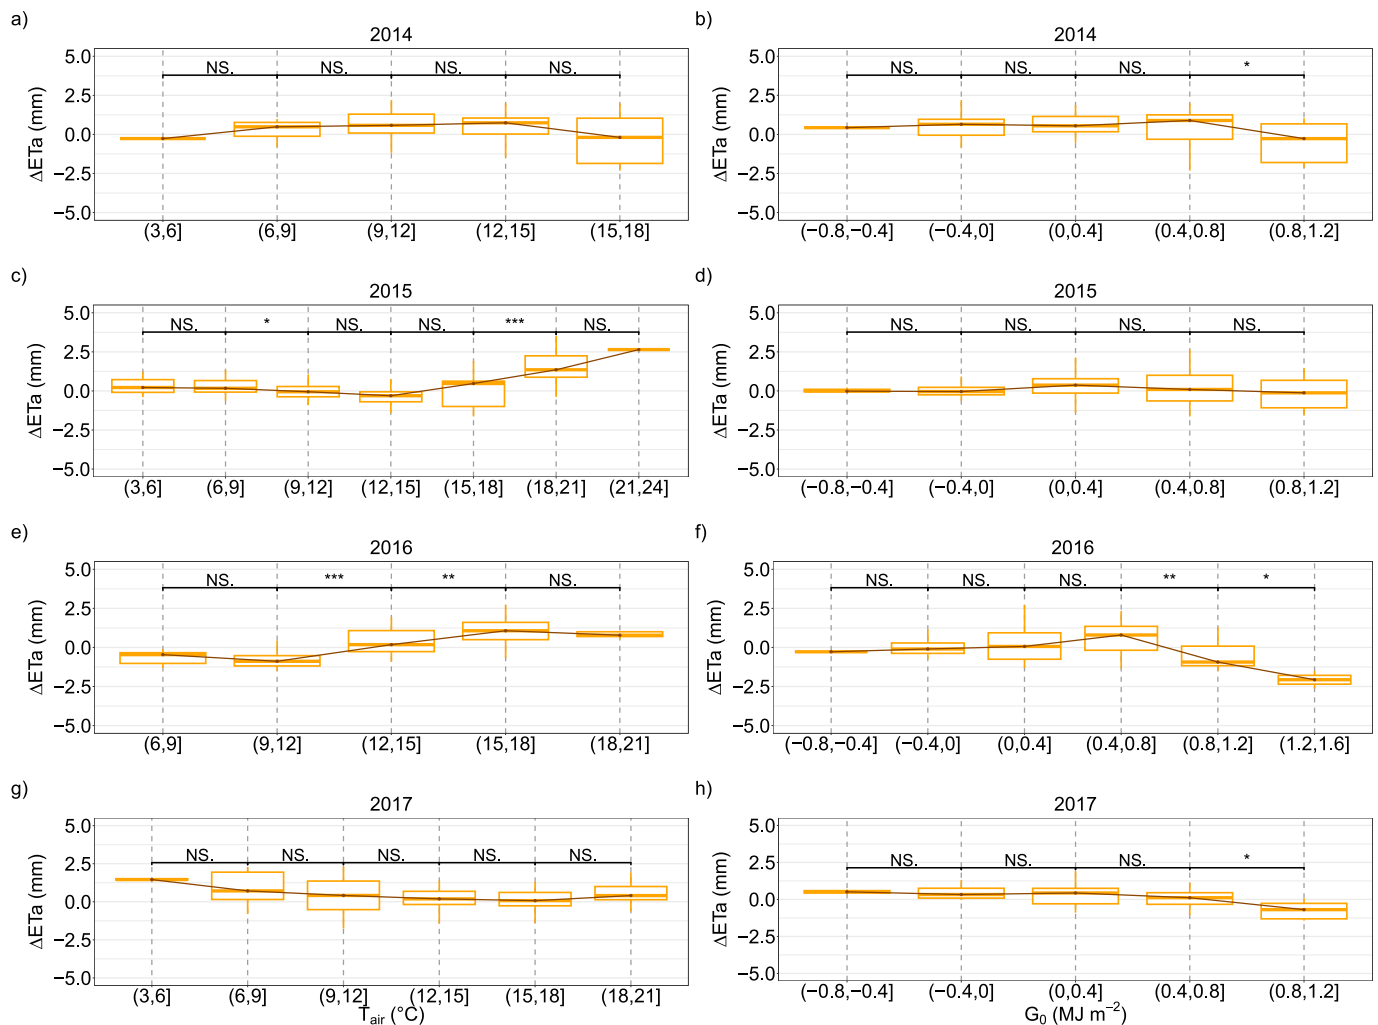 a)
2014
5.0
2.5
0.0
−2.5
−5.0
ΔETa (mm)
NS. NS. NS. NS.
(3,6] (6,9] (9,12] (12,15] (15,18]
b)
2014
5.0
2.5
0.0
−2.5
−5.0
ΔETa (mm)
NS. NS. NS. *
(−0.8,−0.4] (−0.4,0] (0,0.4] (0.4,0.8] (0.8,1.2]
c)
2015
5.0
2.5
0.0
−2.5
−5.0
ΔETa (mm)
NS. * NS. NS. *** NS.
(3,6] (6,9] (9,12] (12,15] (15,18] (18,21] (21,24]
d)
2015
5.0
2.5
0.0
−2.5
−5.0
ΔETa (mm)
NS. NS. NS. NS.
(−0.8,−0.4] (−0.4,0] (0,0.4] (0.4,0.8] (0.8,1.2]
e)
2016
5.0
2.5
0.0
−2.5
−5.0
ΔETa (mm)
NS. *** ** NS.
(6,9] (9,12] (12,15] (15,18] (18,21]
f)
2016
5.0
2.5
0.0
−2.5
−5.0
ΔETa (mm)
NS. NS. NS. ** *
(−0.8,−0.4] (−0.4,0] (0,0.4] (0.4,0.8] (0.8,1.2] (1.2,1.6]
g)
2017
5.0
2.5
0.0
−2.5
−5.0
ΔETa (mm)
NS. NS. NS. NS. NS.
(3,6] (6,9] (9,12] (12,15] (15,18] (18,21]
T_air (°C)
h)
2017
5.0
2.5
0.0
−2.5
−5.0
ΔETa (mm)
NS. NS. NS. *
(−0.8,−0.4] (−0.4,0] (0,0.4] (0.4,0.8] (0.8,1.2]
G₀ (MJ m⁻²)